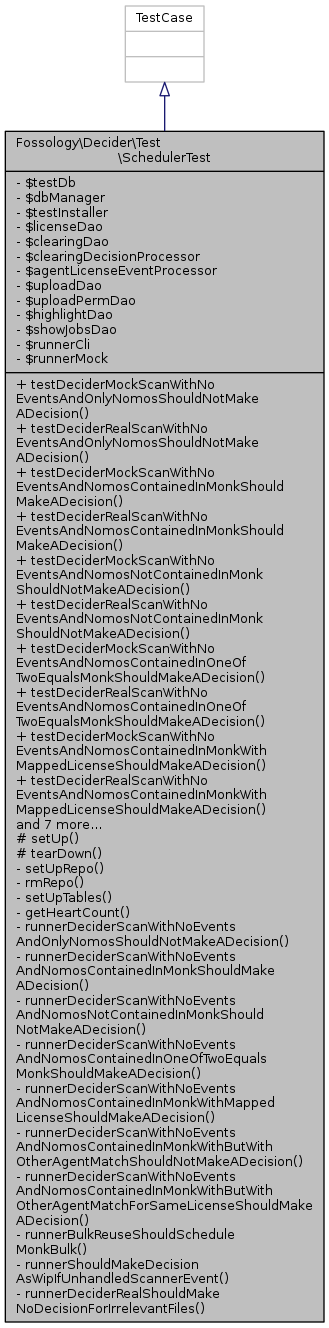 TestCase
Fossology\Decider\Test
\SchedulerTest
- $testDb
- $dbManager
- $testInstaller
- $licenseDao
- $clearingDao
- $clearingDecisionProcessor
- $agentLicenseEventProcessor
- $uploadDao
- $uploadPermDao
- $highlightDao
- $showJobsDao
- $runnerCli
- $runnerMock
+ testDeciderMockScanWithNo
EventsAndOnlyNomosShouldNotMake
ADecision()
+ testDeciderRealScanWithNo
EventsAndOnlyNomosShouldNotMake
ADecision()
+ testDeciderMockScanWithNo
EventsAndNomosContainedInMonkShould
MakeADecision()
+ testDeciderRealScanWithNo
EventsAndNomosContainedInMonkShould
MakeADecision()
+ testDeciderMockScanWithNo
EventsAndNomosNotContainedInMonk
ShouldNotMakeADecision()
+ testDeciderRealScanWithNo
EventsAndNomosNotContainedInMonk
ShouldNotMakeADecision()
+ testDeciderMockScanWithNo
EventsAndNomosContainedInOneOf
TwoEqualsMonkShouldMakeADecision()
+ testDeciderRealScanWithNo
EventsAndNomosContainedInOneOf
TwoEqualsMonkShouldMakeADecision()
+ testDeciderMockScanWithNo
EventsAndNomosContainedInMonkWith
MappedLicenseShouldMakeADecision()
+ testDeciderRealScanWithNo
EventsAndNomosContainedInMonkWith
MappedLicenseShouldMakeADecision()
and 7 more...
# setUp()
# tearDown()
- setUpRepo()
- rmRepo()
- setUpTables()
- getHeartCount()
- runnerDeciderScanWithNoEvents
AndOnlyNomosShouldNotMakeADecision()
- runnerDeciderScanWithNoEvents
AndNomosContainedInMonkShouldMake
ADecision()
- runnerDeciderScanWithNoEvents
AndNomosNotContainedInMonkShould
NotMakeADecision()
- runnerDeciderScanWithNoEvents
AndNomosContainedInOneOfTwoEquals
MonkShouldMakeADecision()
- runnerDeciderScanWithNoEvents
AndNomosContainedInMonkWithMapped
LicenseShouldMakeADecision()
- runnerDeciderScanWithNoEvents
AndNomosContainedInMonkWithButWith
OtherAgentMatchShouldNotMakeADecision()
- runnerDeciderScanWithNoEvents
AndNomosContainedInMonkWithButWith
OtherAgentMatchForSameLicenseShouldMake
ADecision()
- runnerBulkReuseShouldSchedule
MonkBulk()
- runnerShouldMakeDecision
AsWipIfUnhandledScannerEvent()
- runnerDeciderRealShouldMake
NoDecisionForIrrelevantFiles()